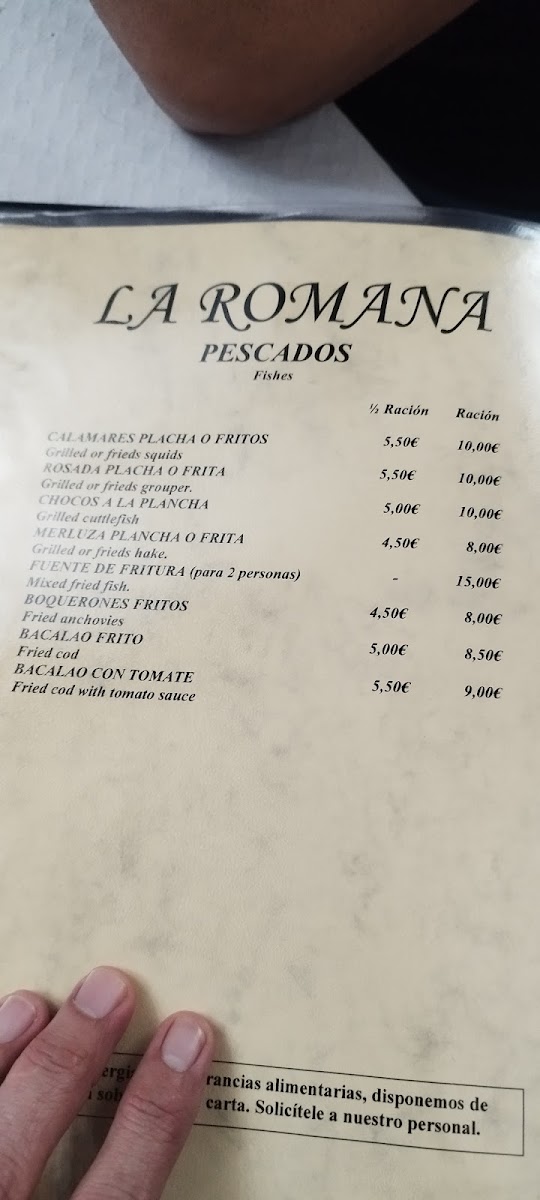 LA ROMANA
PESCADOS
Fishes
½ Ración Ración
CALAMARES PLACHA O FRITOS 5,50€ 10,00€
Grilled or frieds squids
ROSADA PLACHA O FRITA 5,50€ 10,00€
Grilled or frieds grouper.
CHOCOS A LA PLANCHA 5,00€ 10,00€
Grilled cuttlefish
MERLUZA PLANCHA O FRITA 4,50€ 8,00€
Grilled or frieds hake.
FUENTE DE FRITURA (para 2 personas) - 15,00€
Mixed fried fish.
BOQUERONES FRITOS 4,50€ 8,00€
Fried anchovies
BACALAO FRITO 5,00€ 8,50€
Fried cod
BACALAO CON TOMATE 5,50€ 9,00€
Fried cod with tomato sauce
alimentarias, disponemos de
carta. Solicítele a nuestro personal.